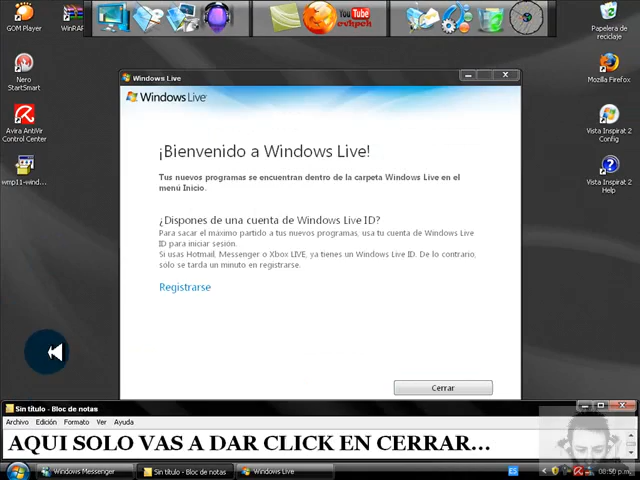 GOM Player
WinRAR
Nero
StartSmart
Avira AntiVir
Control Center
wmp11-wind...
You Tube
Papelera de
reciclaje
Mozilla Firefox
Vista Inspirat 2
Config
Vista Inspirat 2
Help
Windows Live
Windows Live
¡Bienvenido a Windows Live!
Tus nuevos programas se encuentran dentro de la carpeta Windows Live en el
menú Inicio.
¿Dispones de una cuenta de Windows Live ID?
Para sacar el máximo partido a tus nuevos programas, usa tu cuenta de Windows Live
ID para iniciar sesión.
Si usas Hotmail, Messenger o Xbox LIVE, ya tienes un Windows Live ID. De lo contrario,
solo se tarda un minuto en registrarse.
Registrarse
Cerrar
Sin título - Bloc de notas
Archivo Edición Formato Ver Ayuda
AQUI SOLO VAS A DAR CLICK EN CERRAR...
Windows Messenger
Sin título - Bloc de notas
Windows Live
ES
08:50 p.m.